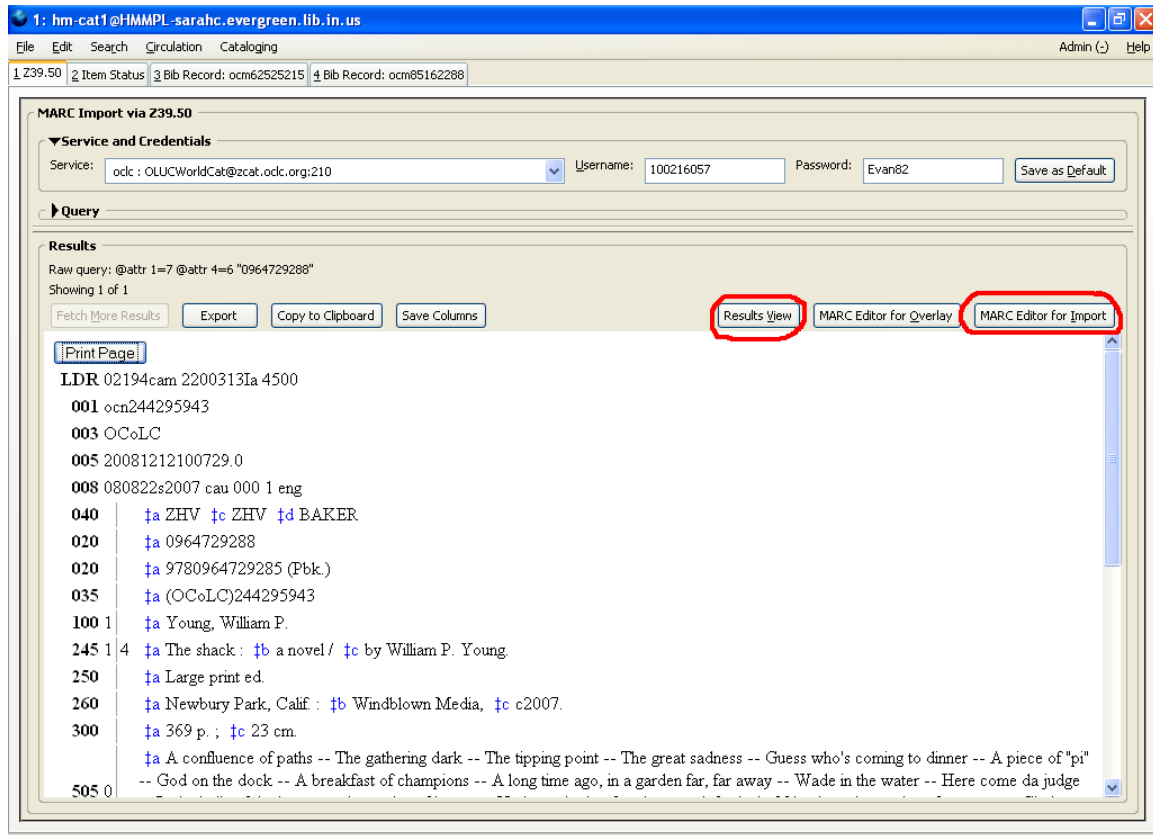 1: hm-cat1@HMMPL-sarahc.evergreen.lib.in.us
File Edit Search Circulation Cataloging Admin (-) Help
1 Z39.50 2 Item Status 3 Bib Record: ocm62525215 4 Bib Record: ocm85162288
MARC Import via Z39.50
Service and Credentials
Service: oclc : OLUCWorldCat@zcat.oclc.org:210 Username: 100216057 Password: Evan82 Save as Default
Query
Results
Raw query: @attr 1=7 @attr 4=6 "0964729288"
Showing 1 of 1
Fetch More Results Export Copy to Clipboard Save Columns Results View MARC Editor for Overlay MARC Editor for Import
Print Page
LDR 02194cam 2200313Ia 4500
001 ocn244295943
003 OCoLC
005 20081212100729.0
008 080822s2007 cau 000 1 eng
040 ‡a ZHV ‡c ZHV ‡d BAKER
020 ‡a 0964729288
020 ‡a 9780964729285 (Pbk.)
035 ‡a (OCoLC)244295943
100 1 ‡a Young, William P.
245 1 4 ‡a The shack : ‡b a novel / ‡c by William P. Young.
250 ‡a Large print ed.
260 ‡a Newbury Park, Calif. : ‡b Windblown Media, ‡c c2007.
300 ‡a 369 p. ; ‡c 23 cm.
‡a A confluence of paths -- The gathering dark -- The tipping point -- The great sadness -- Guess who's coming to dinner -- A piece of "pi"
-- God on the dock -- A breakfast of champions -- A long time ago, in a garden far, far away -- Wade in the water -- Here come da judge
505 0